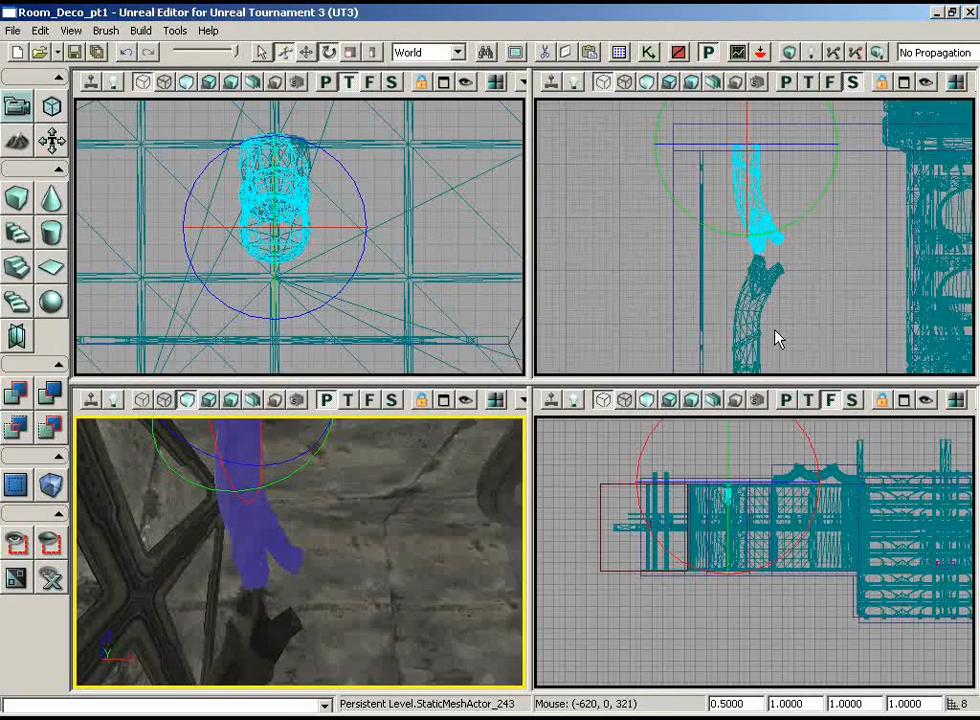 Room_Deco_pt1 - Unreal Editor for Unreal Tournament 3 (UT3)
File Edit View Brush Build Tools Help
World
No Propagation
P T F S
P T F S
P T F S
P T F S
Persistent Level.StaticMeshActor_243 Mouse: (-620, 0, 321) 0.5000 1.0000 1.0000 1.0000 8